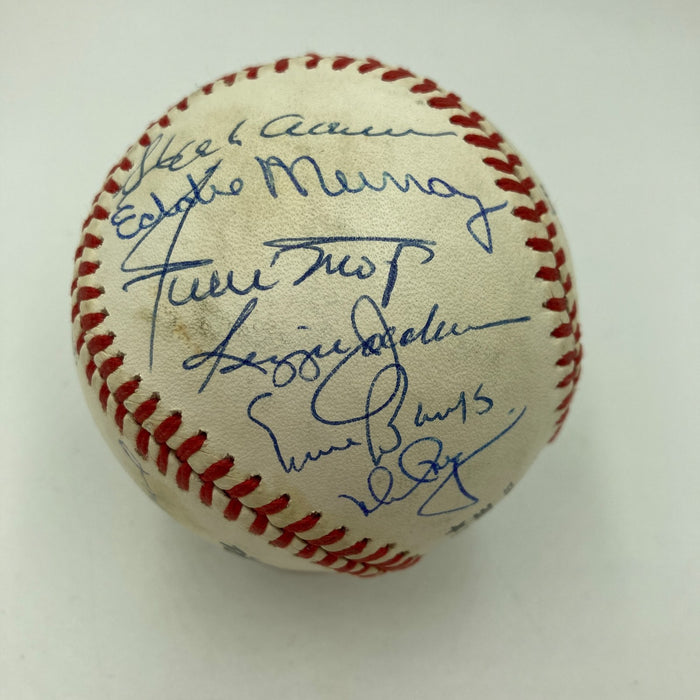 Hank Aaron
Eddie Murray
Willie Mays
Reggie Jackson
Ernie Banks